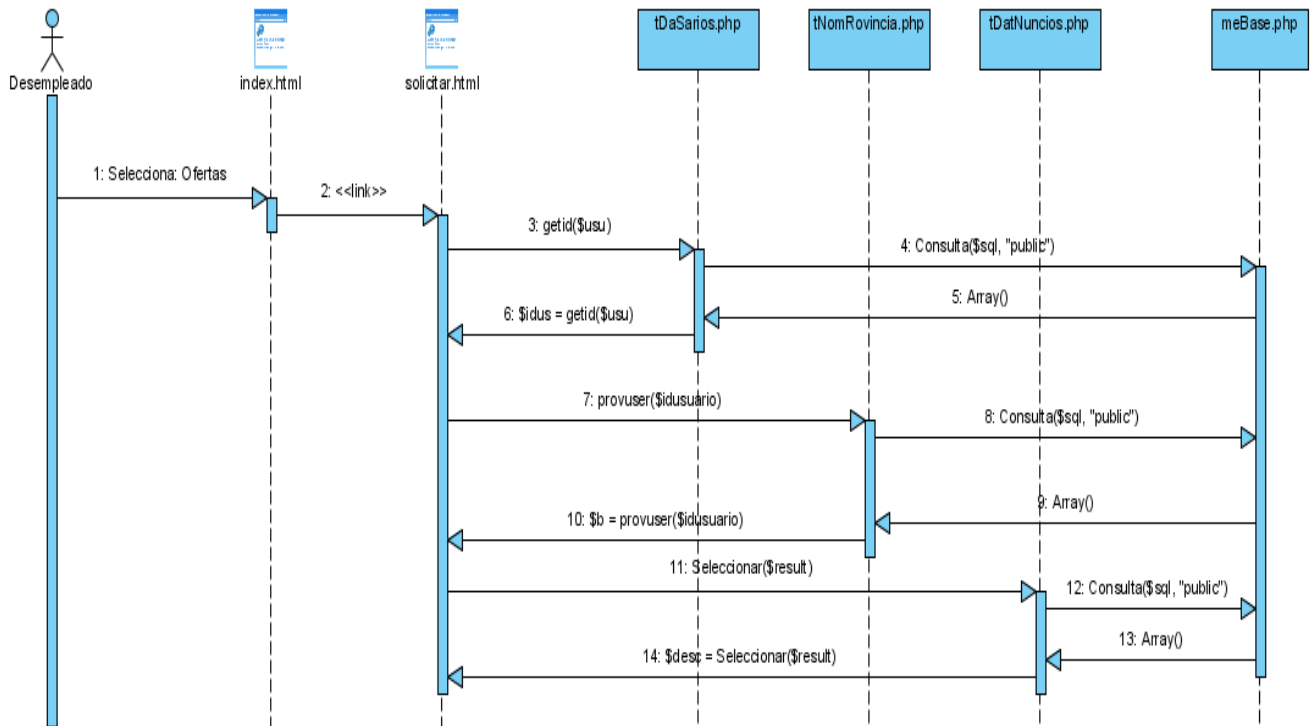 tDaSarios.php
tNomRovincia.php
tDatNuncios.php
meBase.php
Desempleado
index.html
solicitar.html
1: Selecciona: Ofertas
2: <<link>>
3: getid($usu)
4: Consulta($sql, "public")
5: Array()
6: $idus = getid($usu)
7: provuser($idusuario)
8: Consulta($sql, "public")
9: Array()
10: $b = provuser($idusuario)
11: Seleccionar($result)
12: Consulta($sql, "public")
13: Array()
14: $desc = Seleccionar($result)